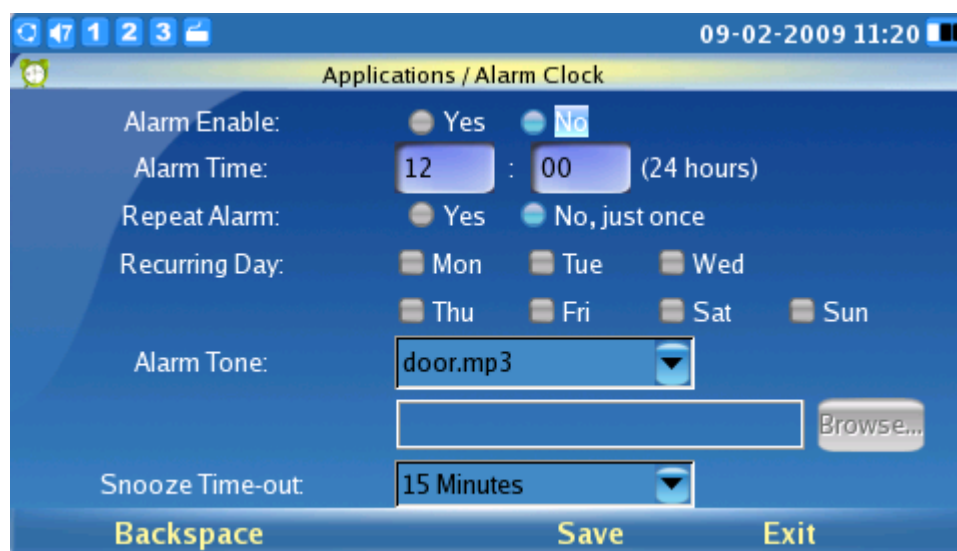 7 1 2 3 09-02-2009 11:20
Applications / Alarm Clock
Alarm Enable: Yes No
Alarm Time: 12 : 00 (24 hours)
Repeat Alarm: Yes No, just once
Recurring Day: Mon Tue Wed
Thu Fri Sat Sun
Alarm Tone: door.mp3
Browse...
Snooze Time-out: 15 Minutes
Backspace Save Exit